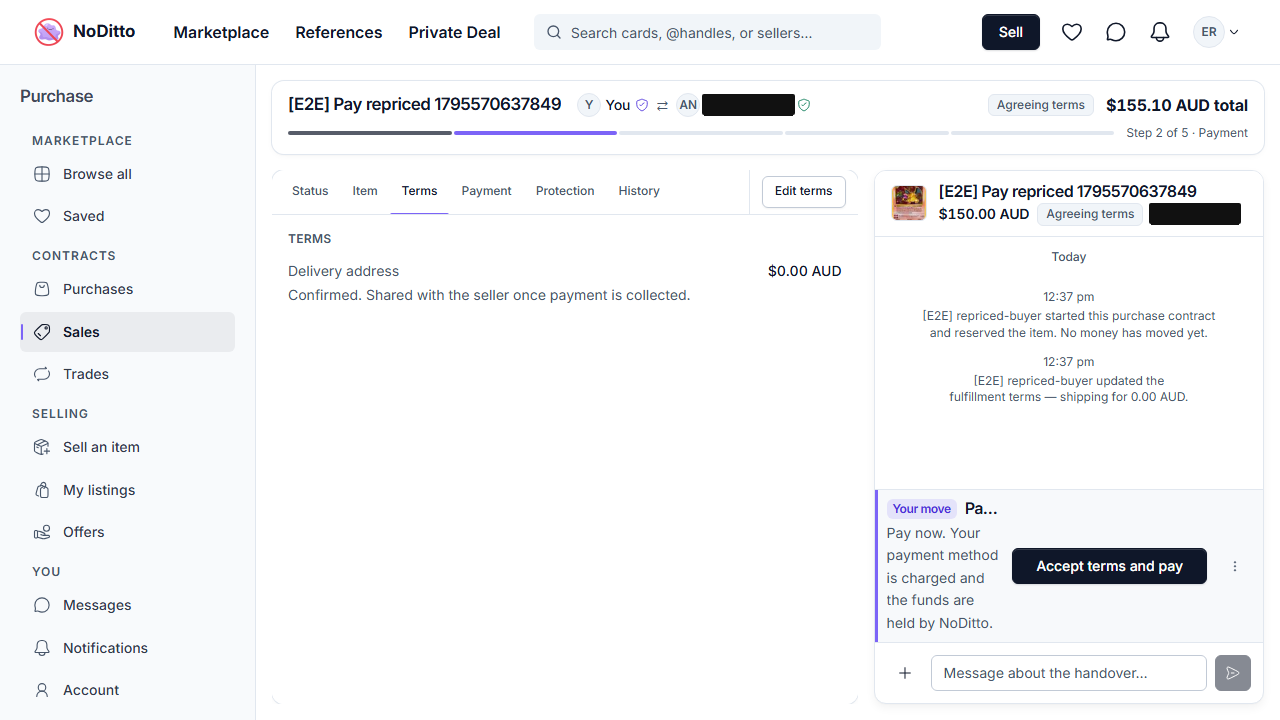 NoDitto
Marketplace
References
Private Deal
Search cards, @handles, or sellers...
Sell
ER
Purchase
MARKETPLACE
Browse all
Saved
CONTRACTS
Purchases
Sales
Trades
SELLING
Sell an item
My listings
Offers
YOU
Messages
Notifications
Account
[E2E] Pay repriced 1795570637849
Y
You
AN
Agreeing terms
$155.10 AUD total
Step 2 of 5 · Payment
Status
Item
Terms
Payment
Protection
History
Edit terms
TERMS
Delivery address
$0.00 AUD
Confirmed. Shared with the seller once payment is collected.
[E2E] Pay repriced 1795570637849
$150.00 AUD
Agreeing terms
Today
12:37 pm
[E2E] repriced-buyer started this purchase contract
and reserved the item. No money has moved yet.
12:37 pm
[E2E] repriced-buyer updated the
fulfillment terms — shipping for 0.00 AUD.
Your move
Pa...
Pay now. Your
payment method
is charged and
the funds are
held by NoDitto.
Accept terms and pay
Message about the handover...